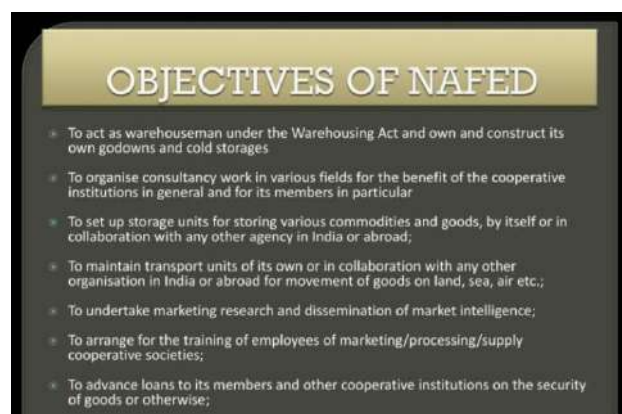 OBJECTIVES OF NAFED
To act as warehouseman under the Warehousing Act and own and construct its
own godowns and cold storages
To organise consultancy work in various fields for the benefit of the cooperative
institutions in general and for its members in particular
To set up storage units for storing various commodities and goods, by itself or in
collaboration with any other agency in India or abroad;
To maintain transport units of its own or in collaboration with any other
organisation in India or abroad for movement of goods on land, sea, air etc.;
To undertake marketing research and dissemination of market intelligence;
To arrange for the training of employees of marketing/processing/supply
cooperative societies;
To advance loans to its members and other cooperative institutions on the security
of goods or otherwise;